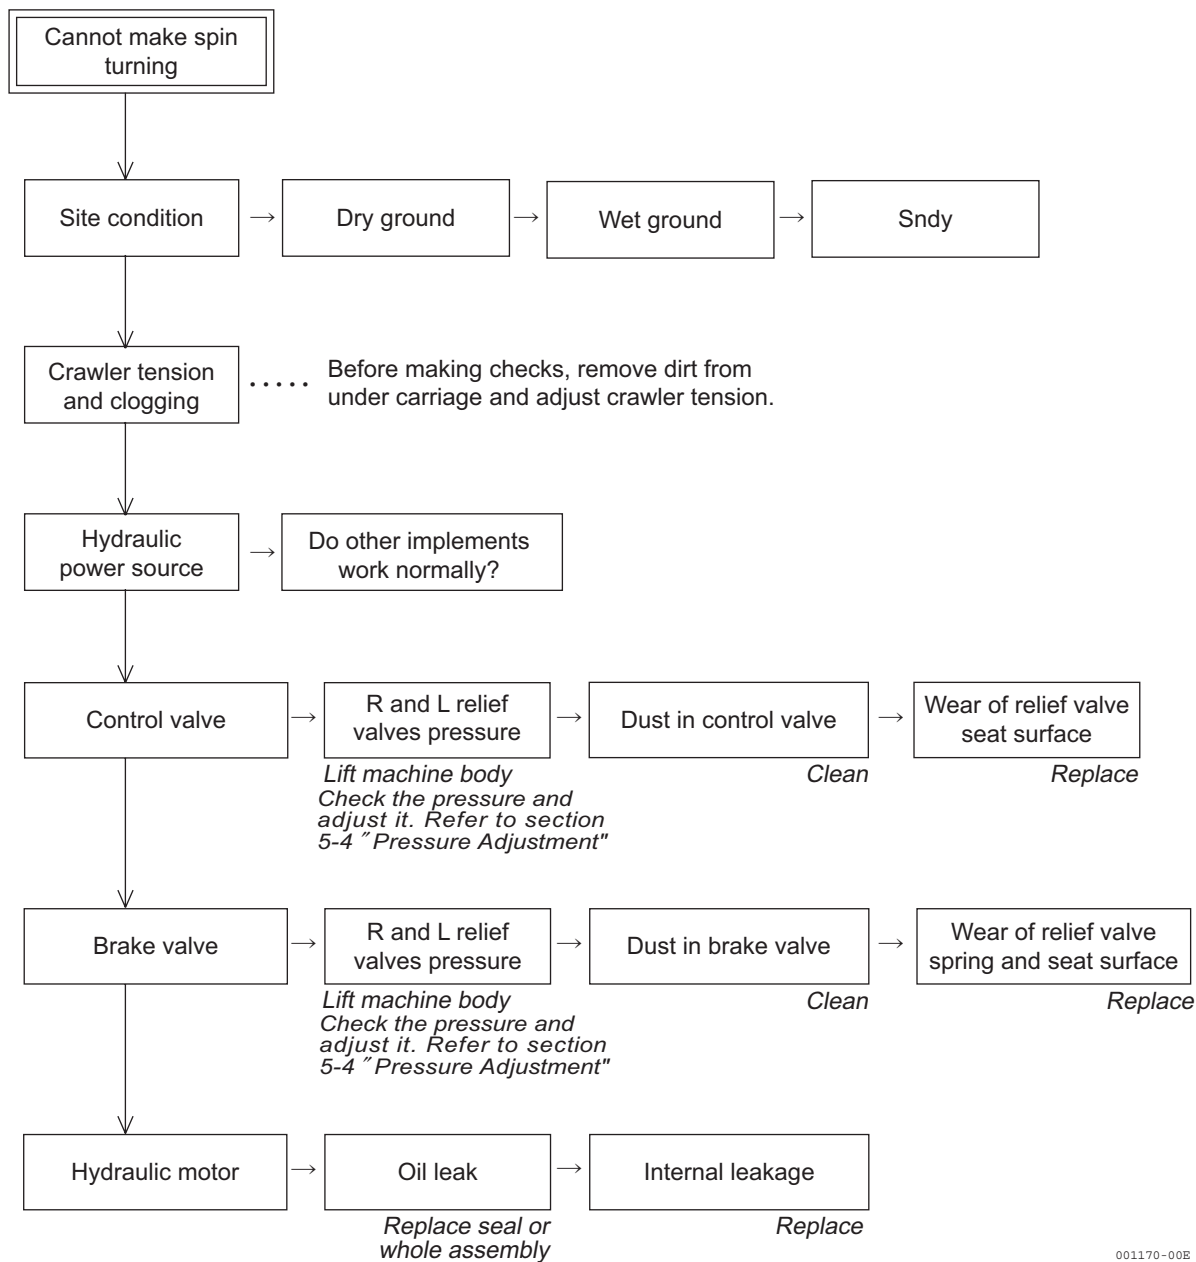 Cannot make spin
turning
Site condition
Dry ground
Wet ground
Sndy
Crawler tension
and clogging
Before making checks, remove dirt from
under carriage and adjust crawler tension.
Hydraulic
power source
Do other implements
work normally?
Control valve
R and L relief
valves pressure
Lift machine body
Check the pressure and
adjust it. Refer to section
5-4 ″Pressure Adjustment"
Dust in control valve
Clean
Wear of relief valve
seat surface
Replace
Brake valve
R and L relief
valves pressure
Lift machine body
Check the pressure and
adjust it. Refer to section
5-4 ″Pressure Adjustment"
Dust in brake valve
Clean
Wear of relief valve
spring and seat surface
Replace
Hydraulic motor
Oil leak
Replace seal or
whole assembly
Internal leakage
Replace
001170-00E